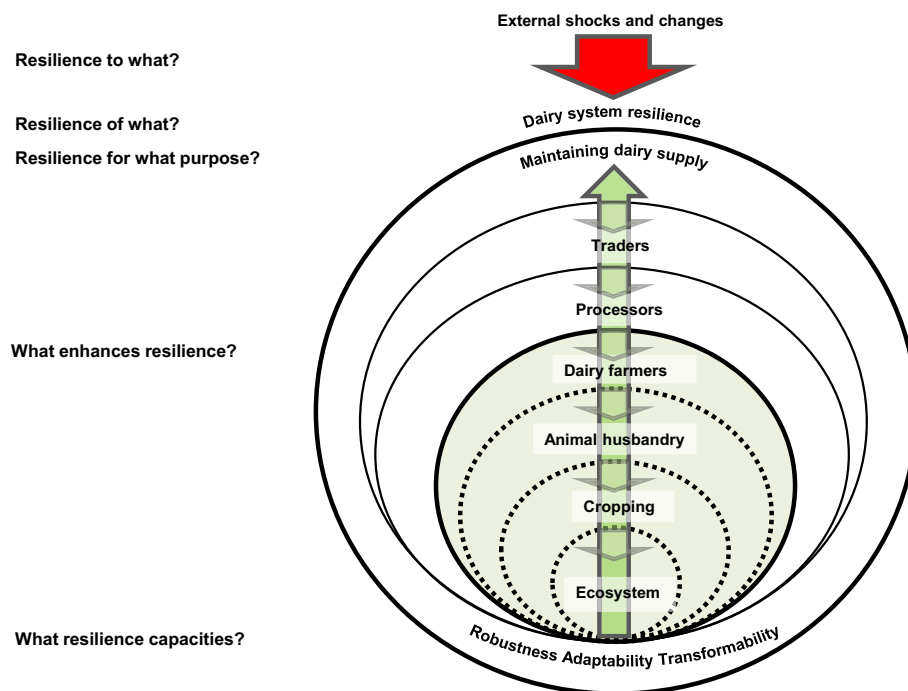 External shocks and changes
Resilience to what?
Resilience of what?
Dairy system resilience
Resilience for what purpose?
Maintaining dairy supply
Traders
Processors
What enhances resilience?
Dairy farmers
Animal husbandry
Cropping
Ecosystem
What resilience capacities?
Robustness Adaptability Transformability